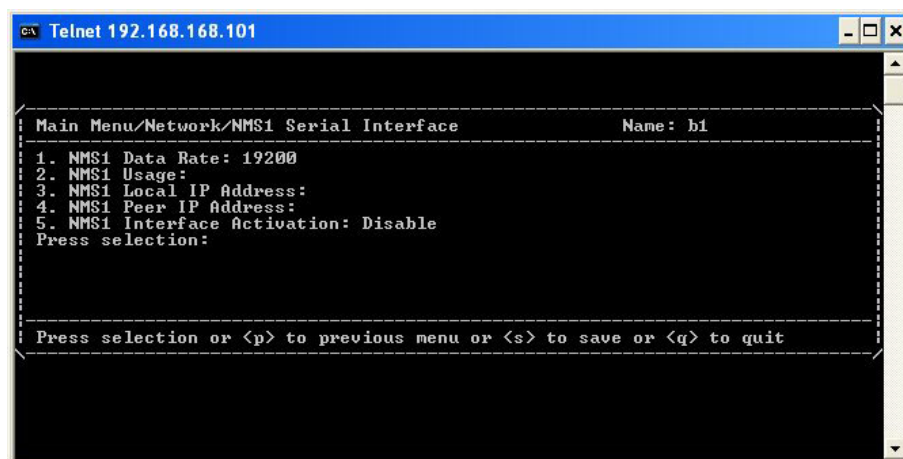 Telnet 192.168.168.101
Main Menu/Network/NMS1 Serial Interface Name: b1
1. NMS1 Data Rate: 19200
2. NMS1 Usage:
3. NMS1 Local IP Address:
4. NMS1 Peer IP Address:
5. NMS1 Interface Activation: Disable
Press selection:
Press selection or <p> to previous menu or <s> to save or <q> to quit